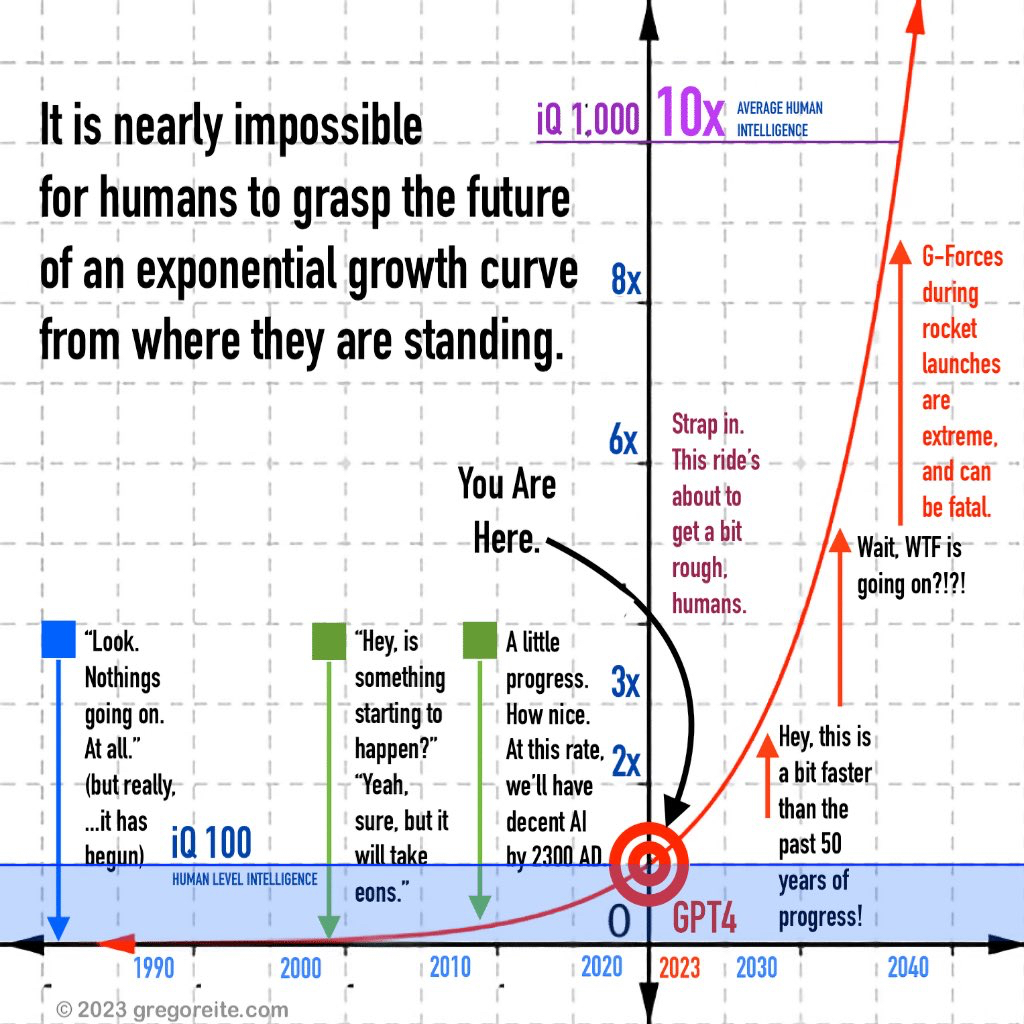 It is nearly impossible
for humans to grasp the future
of an exponential growth curve
from where they are standing.
iQ 1,000
10x
AVERAGE HUMAN
INTELLIGENCE
8x
6x
3x
2x
0
G-Forces
during
rocket
launches
are
extreme,
and can
be fatal.
Strap in.
This ride's
about to
get a bit
rough,
humans.
You Are
Here.
Wait, WTF is
going on?!?!
"Look.
Nothings
going on.
At all."
(but really,
...it has
begun)
"Hey, is
something
starting to
happen?"
"Yeah,
sure, but it
will take
eons."
A little
progress.
How nice.
At this rate,
we'll have
decent AI
by 2300 AD
Hey, this is
a bit faster
than the
past 50
years of
progress!
iQ 100
HUMAN LEVEL INTELLIGENCE
GPT4
1990
2000
2010
2020
2023
2030
2040
© 2023 gregoreite.com